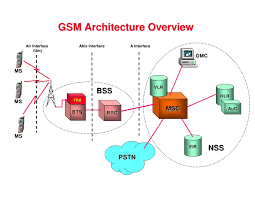 GSM Architecture Overview
Air Interface
(Um)
Abis Interface
A Interface
OMC
MS
VLR
BSS
HLR
MS
TRX
BTS
BSC
MSC
AuC
MS
EIR
NSS
PSTN